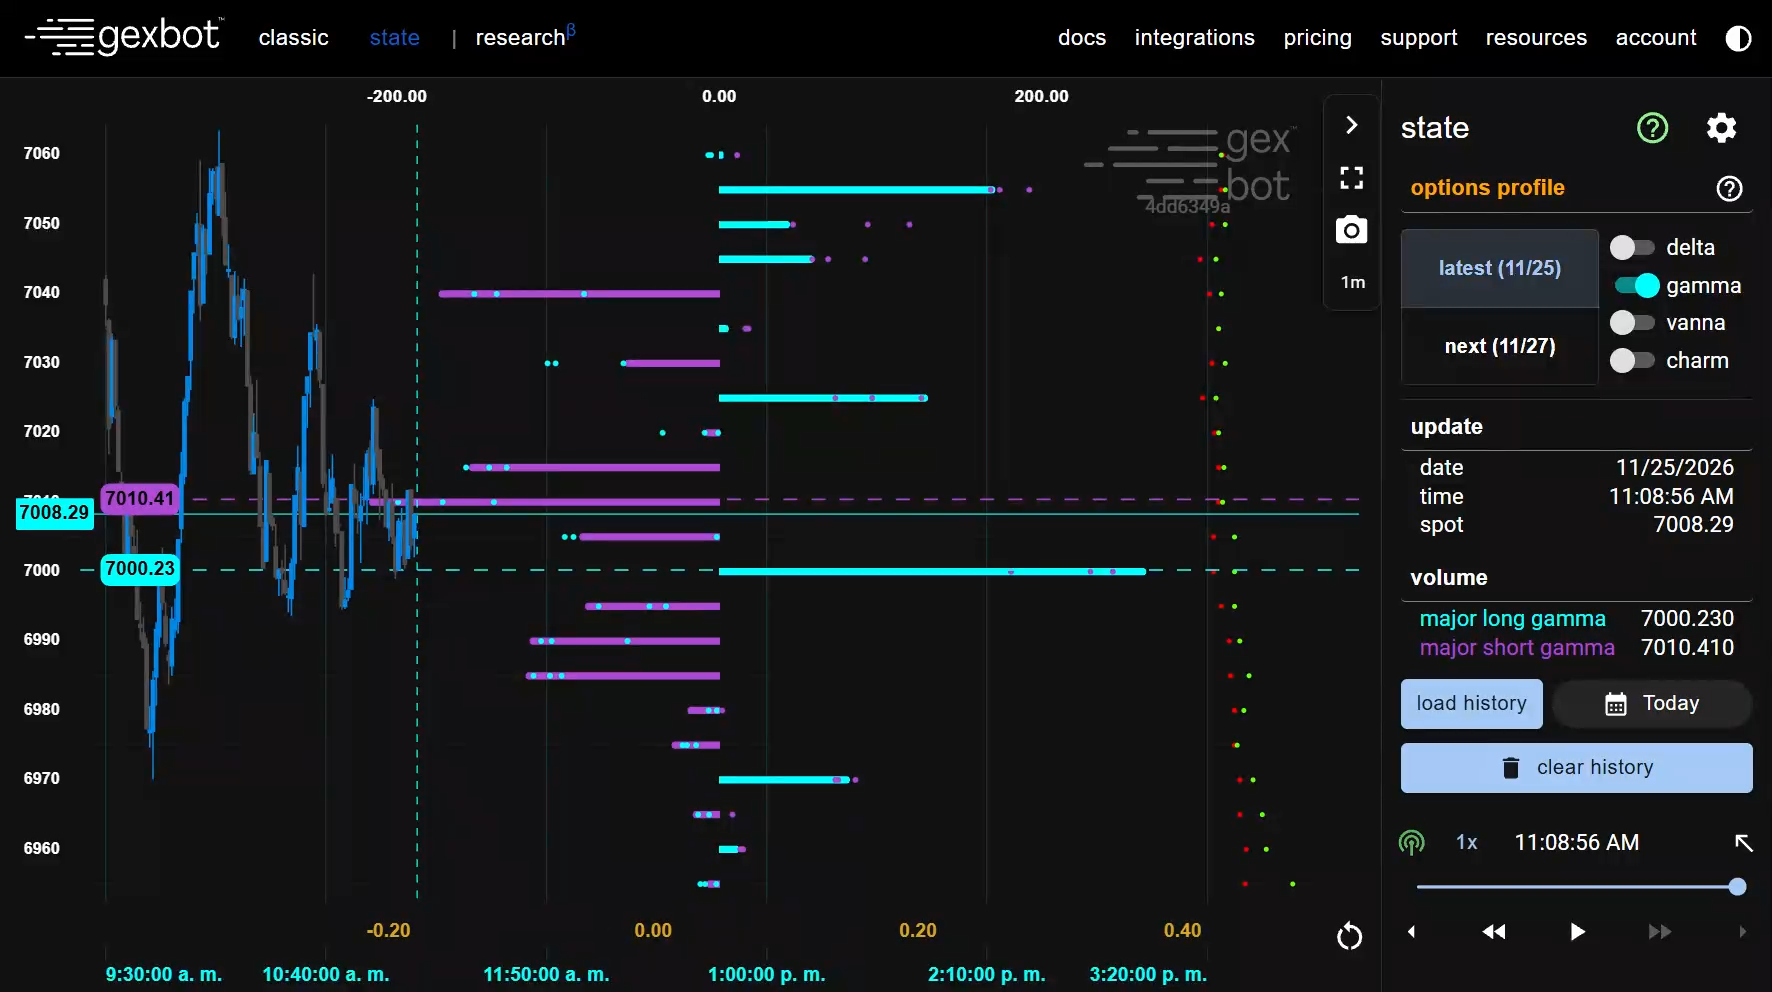 gexbot™
classic
state
|
research β
docs
integrations
pricing
support
resources
account
-200.00
0.00
200.00
7060
7050
7040
7030
7020
7000
6990
6980
6970
6960
7010.41
7008.29
7000.23
gex™
bot
4dd6349a
1m
-0.20
0.00
0.20
0.40
9:30:00 a. m.
10:40:00 a. m.
11:50:00 a. m.
1:00:00 p. m.
2:10:00 p. m.
3:20:00 p. m.
state
options profile
latest (11/25)
next (11/27)
delta
gamma
vanna
charm
update
date 11/25/2026
time 11:08:56 AM
spot 7008.29
volume
major long gamma 7000.230
major short gamma 7010.410
load history
Today
clear history
1x 11:08:56 AM